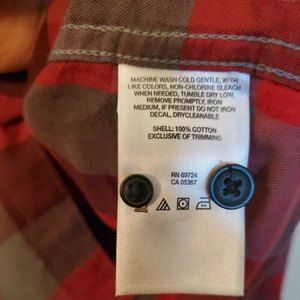 MACHINE WASH COLD GENTLE, WITH
LIKE COLORS, NON-CHLORINE BLEACH
WHEN NEEDED, TUMBLE DRY LOW,
REMOVE PROMPTLY, IRON
MEDIUM, IF PRESENT DO NOT IRON
DECAL, DRYCLEANABLE
SHELL: 100% COTTON
EXCLUSIVE OF TRIMMING
RN 69724
CA 05367